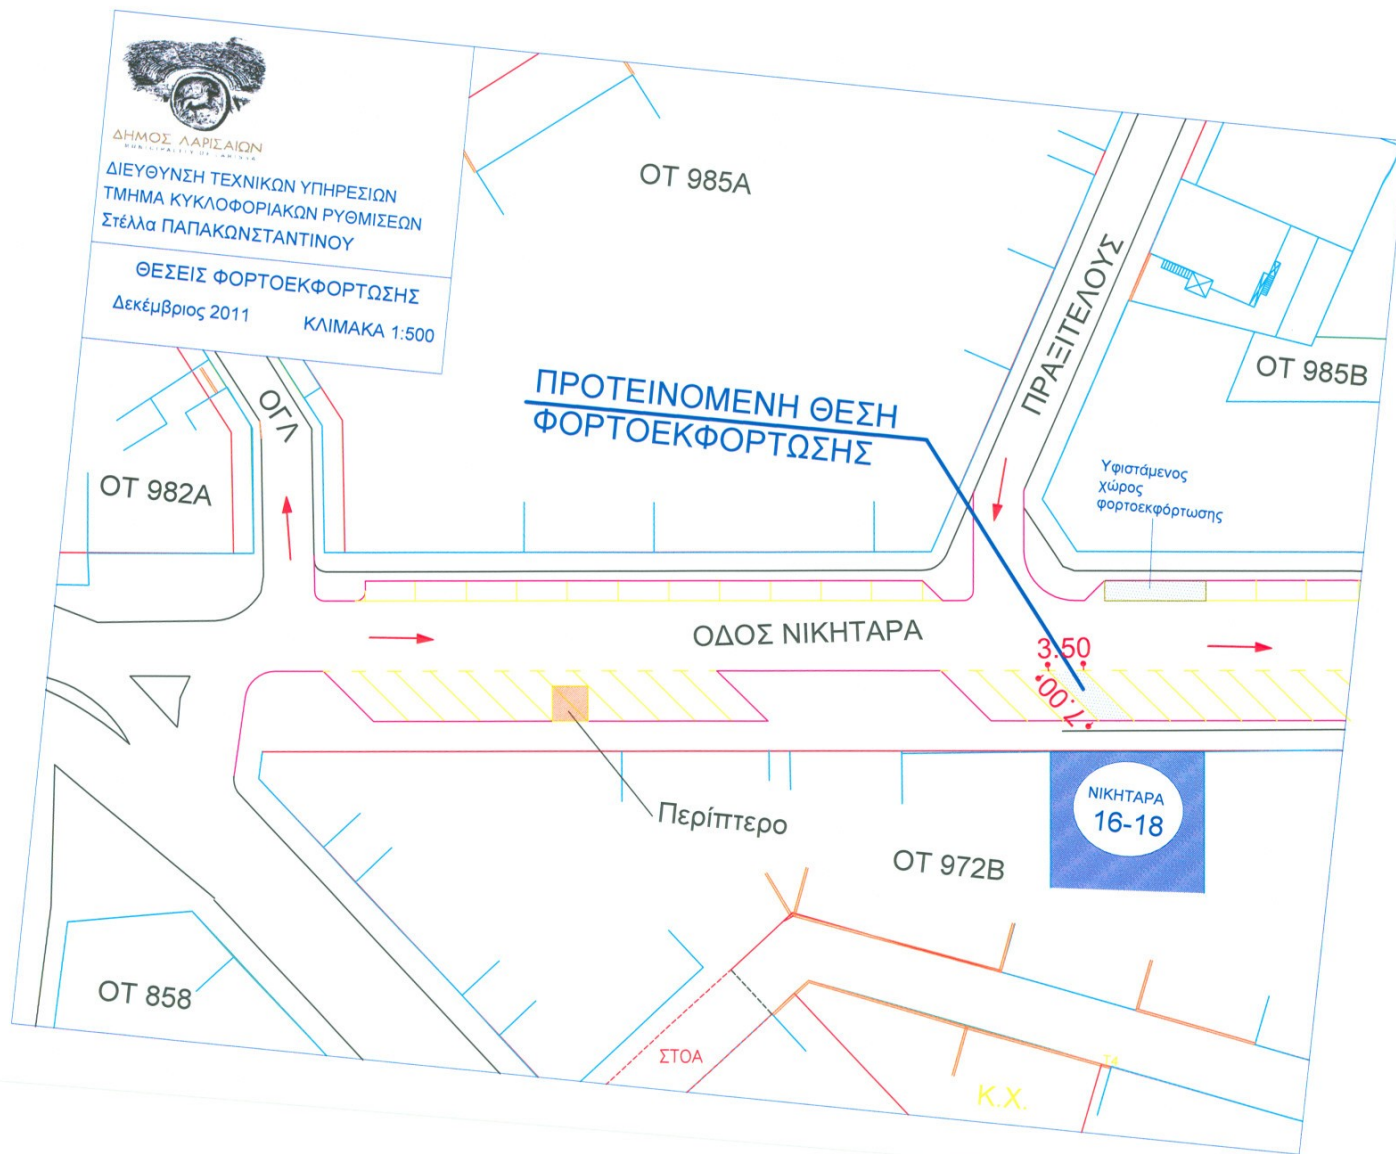 ΔΗΜΟΣ ΛΑΡΙΣΑΙΩΝ
ΔΙΕΥΘΥΝΣΗ ΤΕΧΝΙΚΩΝ ΥΠΗΡΕΣΙΩΝ
ΤΜΗΜΑ ΚΥΚΛΟΦΟΡΙΑΚΩΝ ΡΥΘΜΙΣΕΩΝ
Στέλλα ΠΑΠΑΚΩΝΣΤΑΝΤΙΝΟΥ
ΘΕΣΕΙΣ ΦΟΡΤΟΕΚΦΟΡΤΩΣΗΣ
Δεκέμβριος 2011 ΚΛΙΜΑΚΑ 1:500
ΟΤ 985Α
ΠΡΑΞΙΤΕΛΟΥΣ
ΟΤ 985Β
ΟΓΛ
ΠΡΟΤΕΙΝΟΜΕΝΗ ΘΕΣΗ
ΦΟΡΤΟΕΚΦΟΡΤΩΣΗΣ
ΟΤ 982Α
Υφιστάμενος
χώρος
φορτοεκφόρτωσης
ΟΔΟΣ ΝΙΚΗΤΑΡΑ
3.50
7.00
Περίπτερο
ΝΙΚΗΤΑΡΑ
16-18
ΟΤ 972Β
ΟΤ 858
ΣΤΟΑ
Τ4
Κ.Χ.